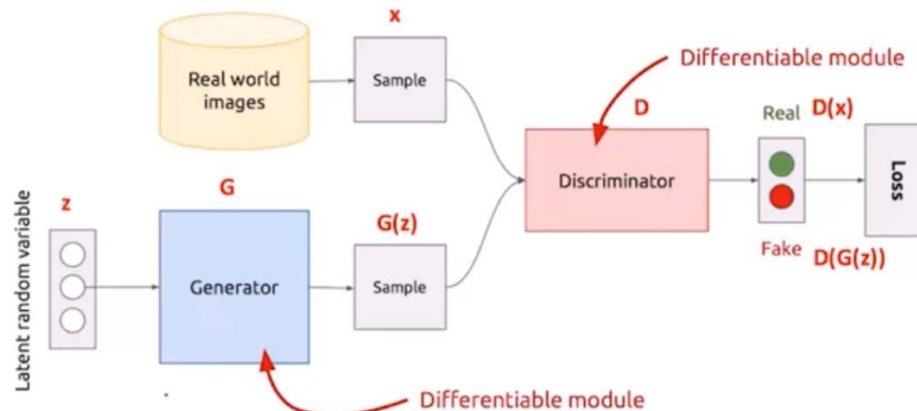 x
Real world
images
Sample
Differentiable module
D
Discriminator
Real
D(x)
Loss
Fake
D(G(z))
Latent random variable
z
G
Generator
G(z)
Sample
Differentiable module